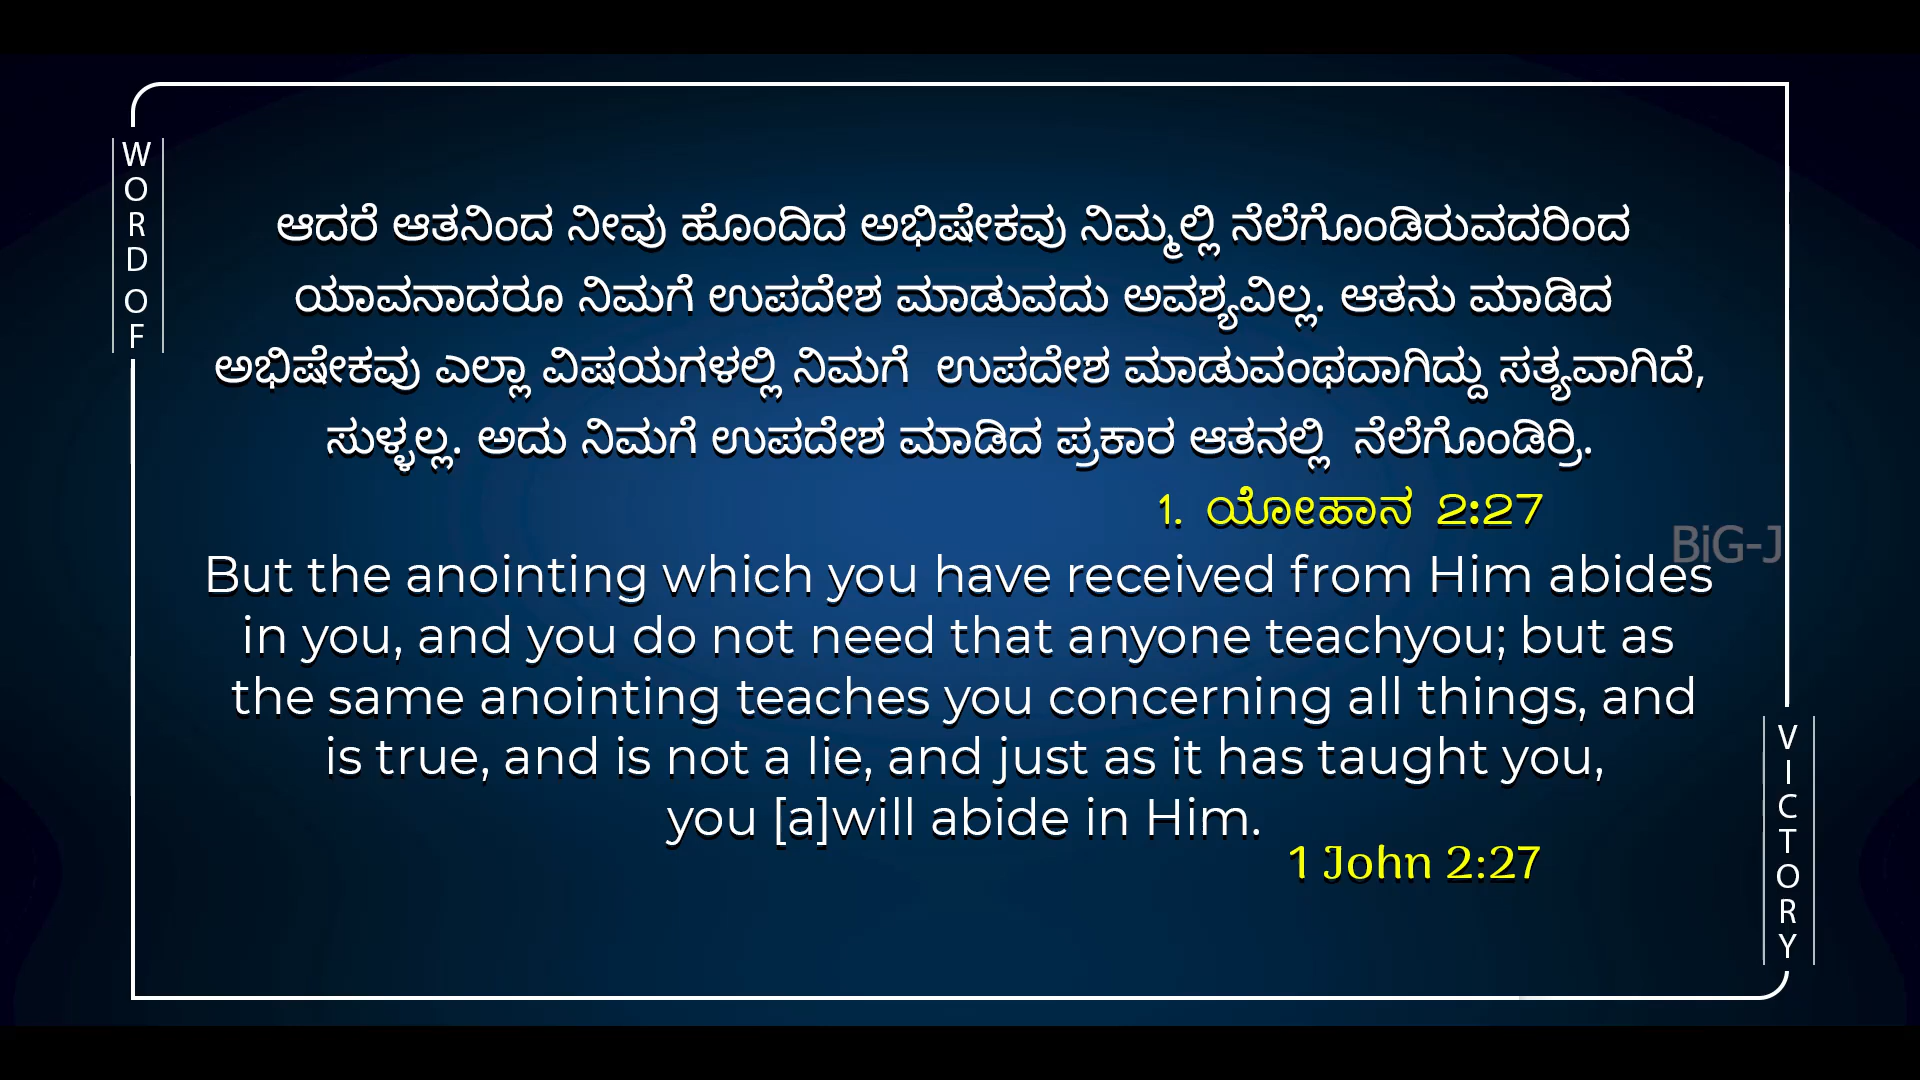 WORD OF
ಆದರೆ ಆತನಿಂದ ನೀವು ಹೊಂದಿದ ಅಭಿಷೇಕವು ನಿಮ್ಮಲ್ಲಿ ನೆಲೆಗೊಂಡಿರುವದರಿಂದ
ಯಾವನಾದರೂ ನಿಮಗೆ ಉಪದೇಶ ಮಾಡುವದು ಅವಶ್ಯವಿಲ್ಲ. ಆತನು ಮಾಡಿದ
ಅಭಿಷೇಕವು ಎಲ್ಲಾ ವಿಷಯಗಳಲ್ಲಿ ನಿಮಗೆ  ಉಪದೇಶ ಮಾಡುವಂಥದಾಗಿದ್ದು ಸತ್ಯವಾಗಿದೆ,
ಸುಳ್ಳಲ್ಲ. ಅದು ನಿಮಗೆ ಉಪದೇಶ ಮಾಡಿದ ಪ್ರಕಾರ ಆತನಲ್ಲಿ  ನೆಲೆಗೊಂಡಿರ್ರಿ.
1. ಯೋಹಾನ 2:27
BiG-J
But the anointing which you have received from Him abides
in you, and you do not need that anyone teachyou; but as
the same anointing teaches you concerning all things, and
is true, and is not a lie, and just as it has taught you,
you [a]will abide in Him.
1 John 2:27
VICTORY